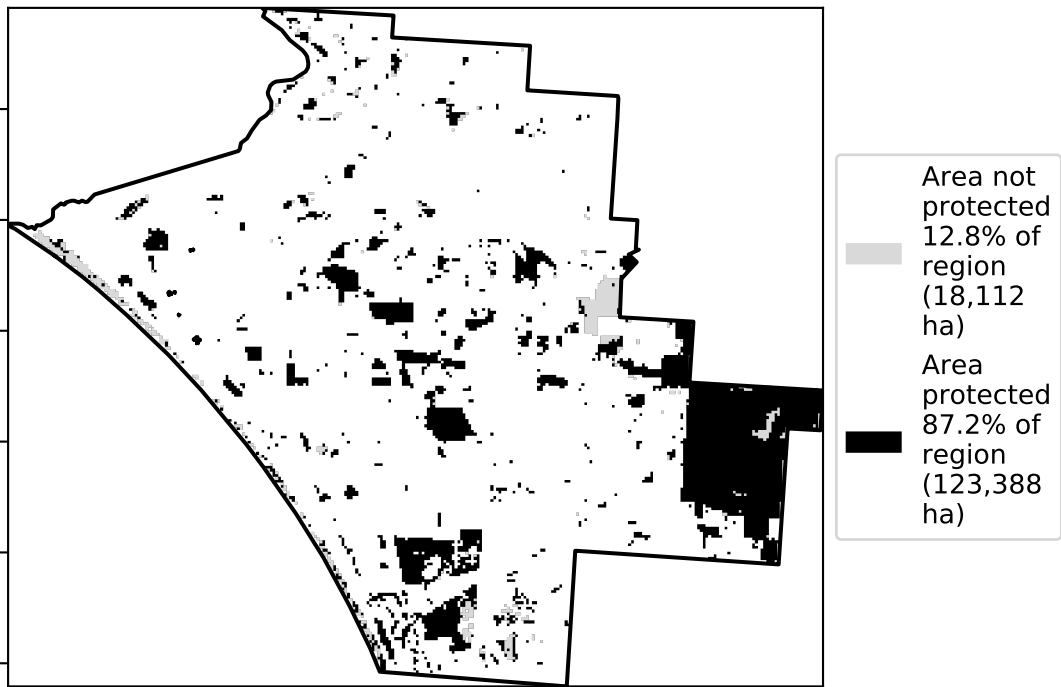 Area not
protected
12.8% of
region
(18,112
ha)
Area
protected
87.2% of
region
(123,388
ha)